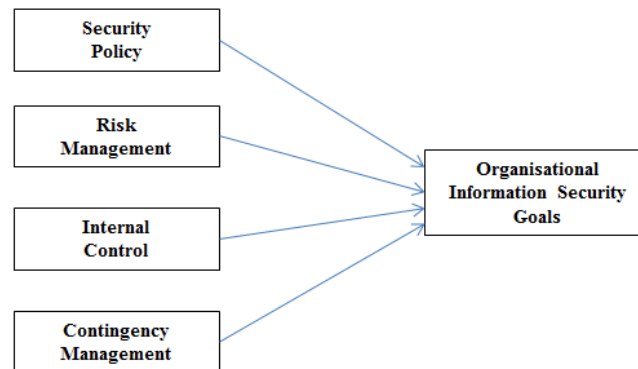 Security
Policy
Risk
Management
Organisational
Information Security
Goals
Internal
Control
Contingency
Management